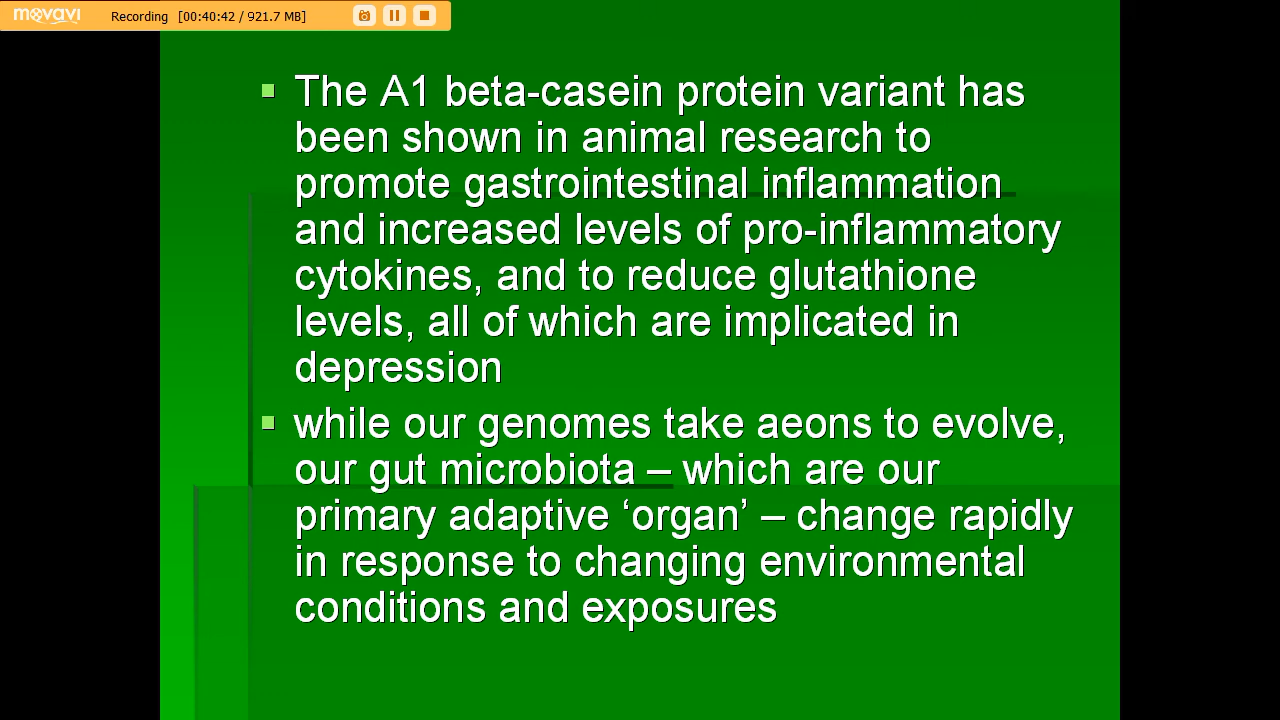 movavi Recording [00:40:42 / 921.7 MB]
The A1 beta-casein protein variant has
been shown in animal research to
promote gastrointestinal inflammation
and increased levels of pro-inflammatory
cytokines, and to reduce glutathione
levels, all of which are implicated in
depression
while our genomes take aeons to evolve,
our gut microbiota – which are our
primary adaptive ‘organ’ – change rapidly
in response to changing environmental
conditions and exposures